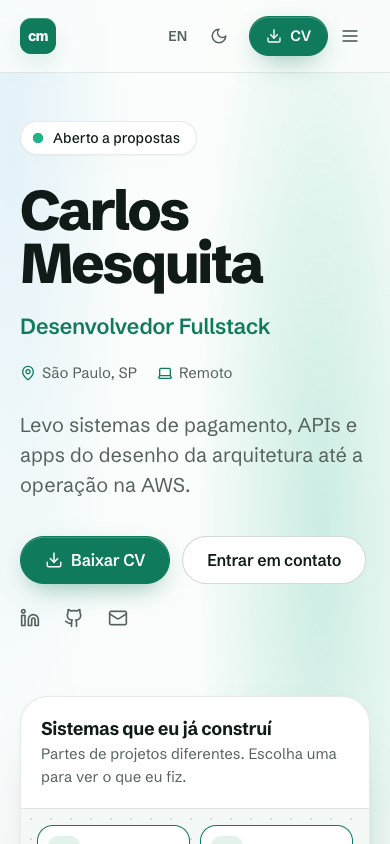 cm
EN
CV
Aberto a propostas
Carlos
Mesquita
Desenvolvedor Fullstack
São Paulo, SP
Remoto
Levo sistemas de pagamento, APIs e
apps do desenho da arquitetura até a
operação na AWS.
Baixar CV
Entrar em contato
Sistemas que eu já construí
Partes de projetos diferentes. Escolha uma
para ver o que eu fiz.